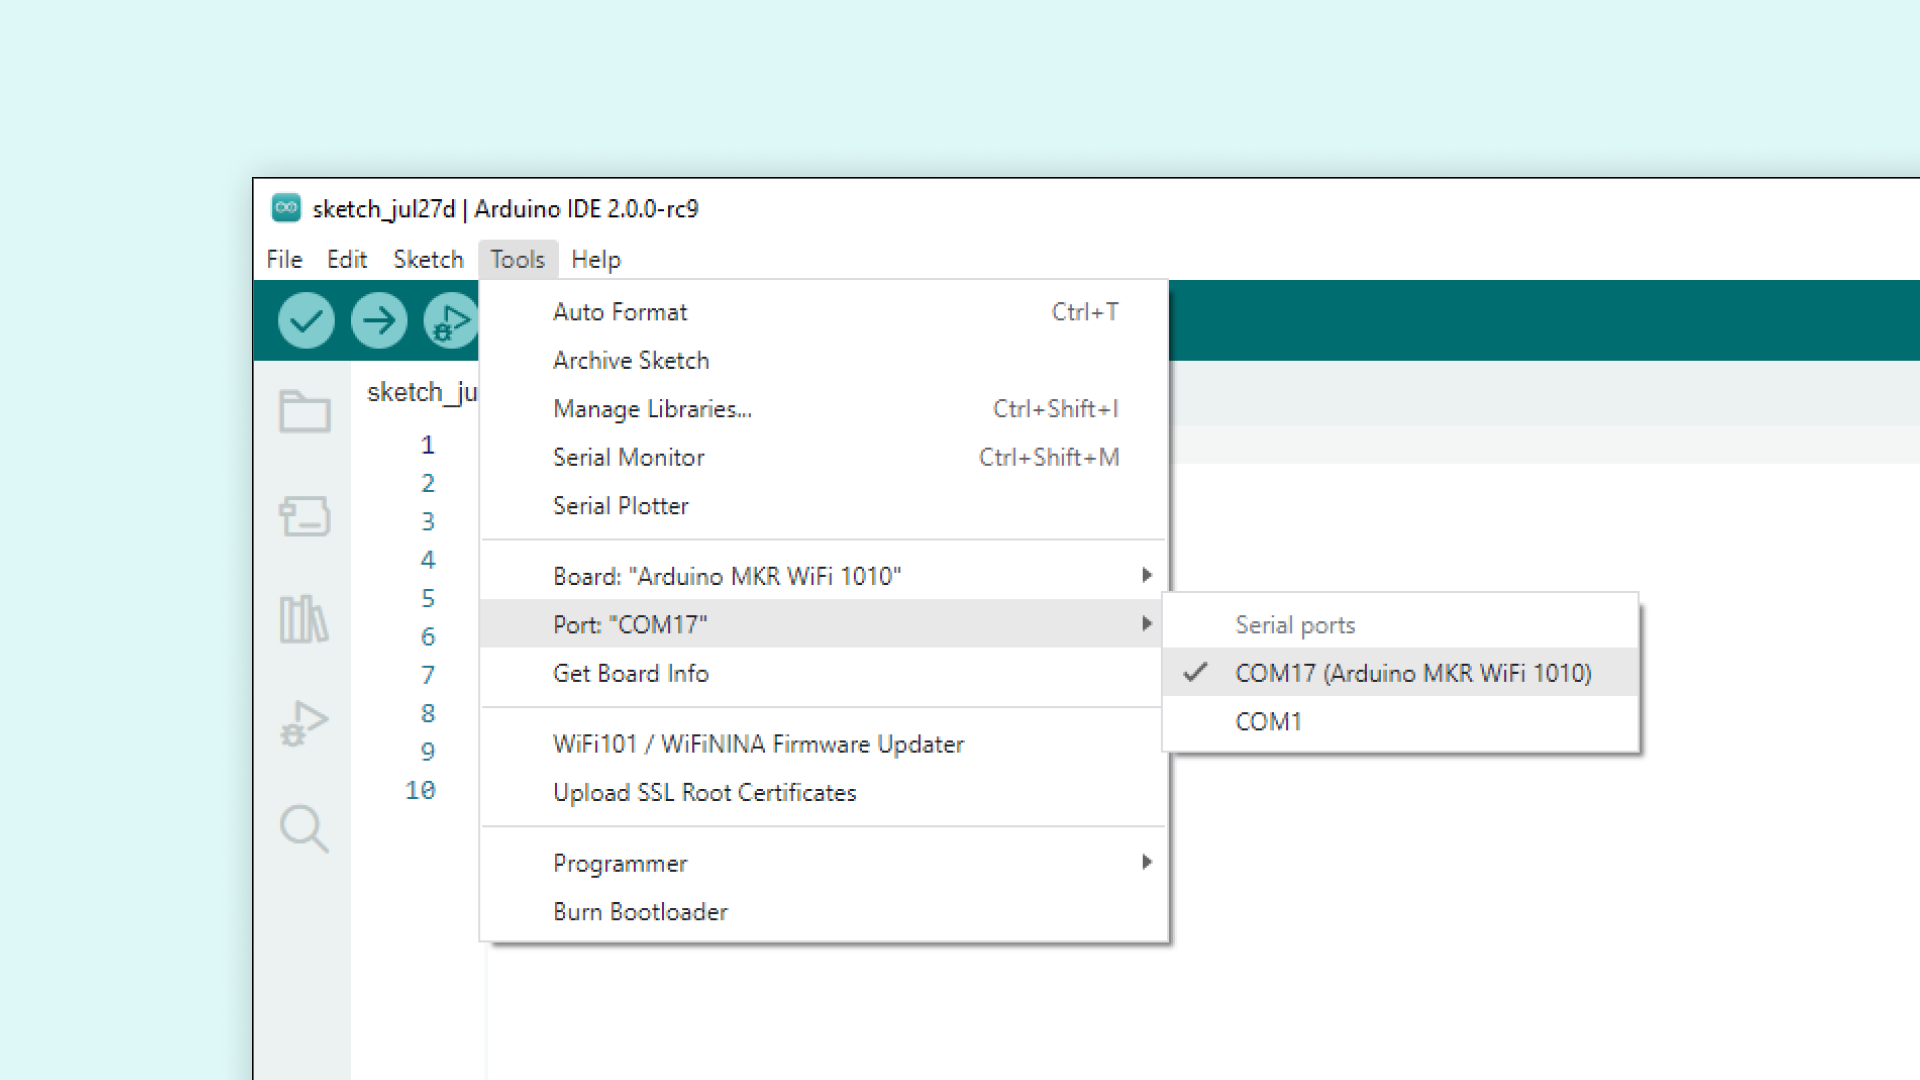 sketch_jul27d | Arduino IDE 2.0.0-rc9
File Edit Sketch Tools Help
Auto Format Ctrl+T
Archive Sketch
sketch_ju
Manage Libraries... Ctrl+Shift+I
Serial Monitor Ctrl+Shift+M
Serial Plotter
Board: "Arduino MKR WiFi 1010"
Port: "COM17"
Get Board Info
WiFi101 / WiFiNINA Firmware Updater
Upload SSL Root Certificates
Programmer
Burn Bootloader
Serial ports
COM17 (Arduino MKR WiFi 1010)
COM1
1
2
3
4
5
6
7
8
9
10